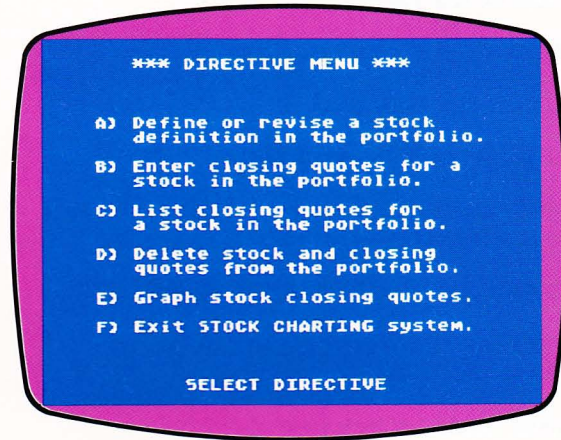 *** DIRECTIVE MENU ***
A) Define or revise a stock
definition in the portfolio.
B) Enter closing quotes for a
stock in the portfolio.
C) List closing quotes for
a stock in the portfolio.
D) Delete stock and closing
quotes from the portfolio.
E) Graph stock closing quotes.
F) Exit STOCK CHARTING system.
SELECT DIRECTIVE